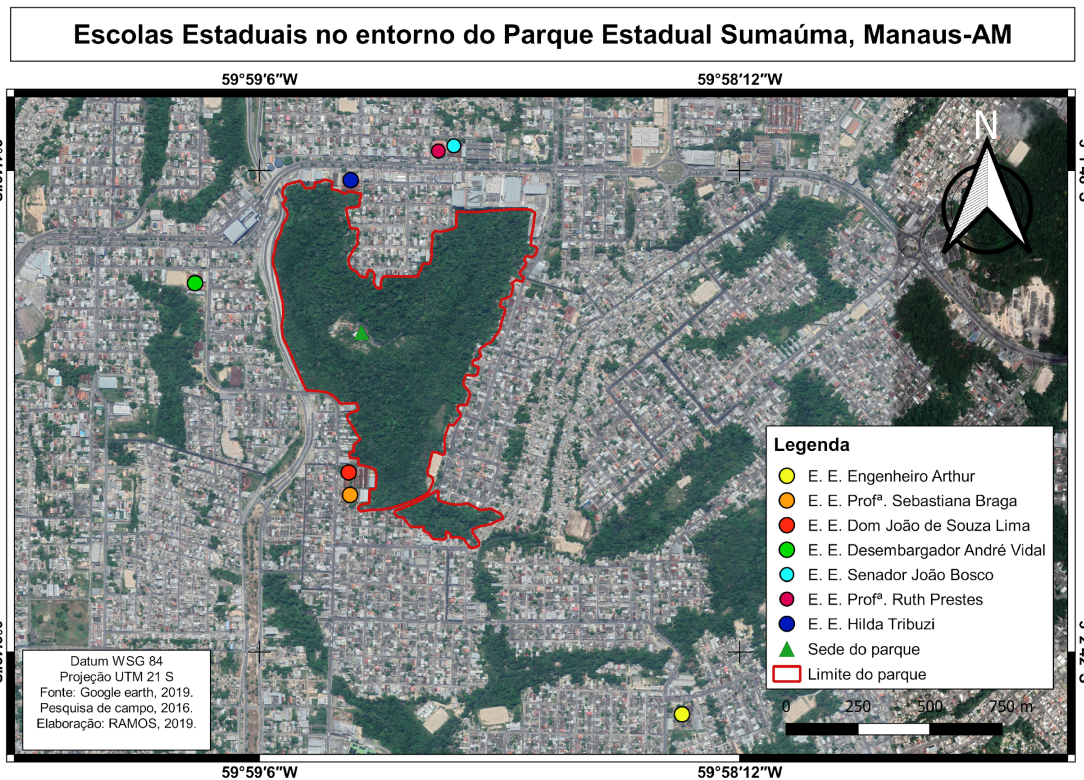 Escolas Estaduais no entorno do Parque Estadual Sumaúma, Manaus-AM
59°59′6″W
59°58′12″W
N
Legenda
E. E. Engenheiro Arthur
E. E. Profª. Sebastiana Braga
E. E. Dom João de Souza Lima
E. E. Desembargador André Vidal
E. E. Senador João Bosco
E. E. Profª. Ruth Prestes
E. E. Hilda Tribuzi
Sede do parque
Limite do parque
Datum WSG 84
Projeção UTM 21 S
Fonte: Google earth, 2019.
Pesquisa de campo, 2016.
Elaboração: RAMOS, 2019.
0 250 500 750 m
59°59′6″W
59°58′12″W